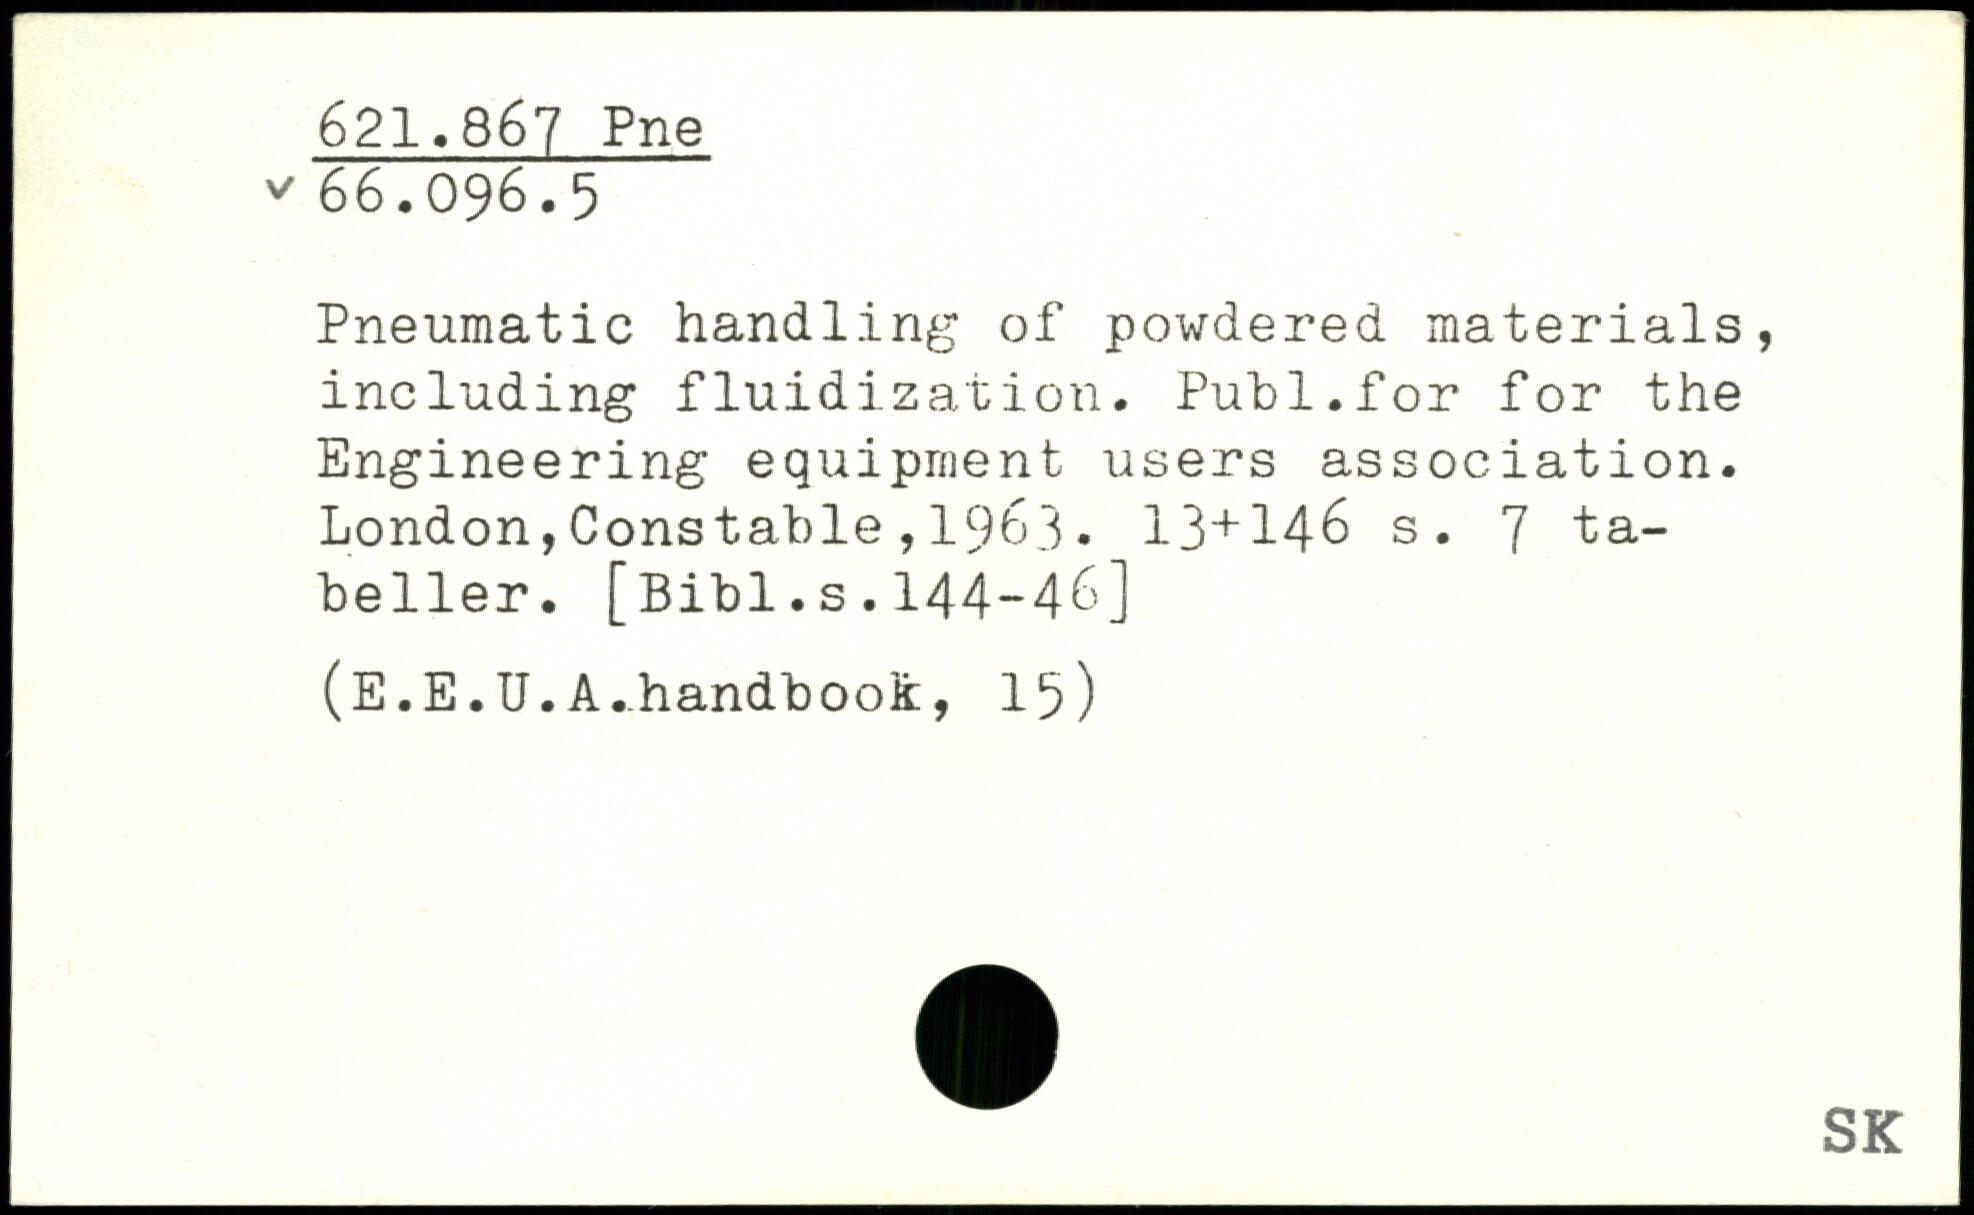 621.867 Pne
v 66.096.5
Pneumatic handling of powdered materials,
including fluidization. Publ.for for the
Engineering equipment users association.
London,Constable,1963. 13+146 s. 7 ta-
beller. [Bibl.s.144-46]
(E.E.U.A.handbook, 15)
SK